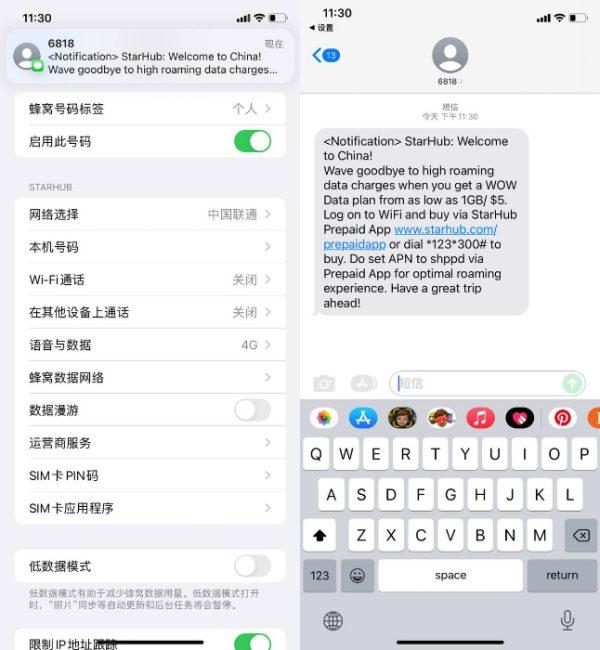 11:30
6818
现在
<Notification> StarHub: Welcome to China!
Wave goodbye to high roaming data charges...
蜂窝号码标签
个人
启用此号码
STARHUB
网络选择
中国联通
本机号码
Wi-Fi通话
关闭
在其他设备上通话
关闭
语音与数据
4G
蜂窝数据网络
数据漫游
运营商服务
SIM卡PIN码
SIM卡应用程序
低数据模式
低数据模式有助于减少蜂窝数据用量。低数据模式打开
时，“照片”同步等自动更新和后台任务将会暂停。
限制IP地址跟踪
11:30
设置
13
6818
短信
今天 下午11:30
<Notification> StarHub: Welcome
to China!
Wave goodbye to high roaming
data charges when you get a WOW
Data plan from as low as 1GB/ $5.
Log on to WiFi and buy via StarHub
Prepaid App www.starhub.com/
prepaidapp or dial *123*300# to
buy. Do set APN to shppd via
Prepaid App for optimal roaming
experience. Have a great trip
ahead!
短信
Q W E R T Y U I O P
A S D F G H J K L
Z X C V B N M
123 space return